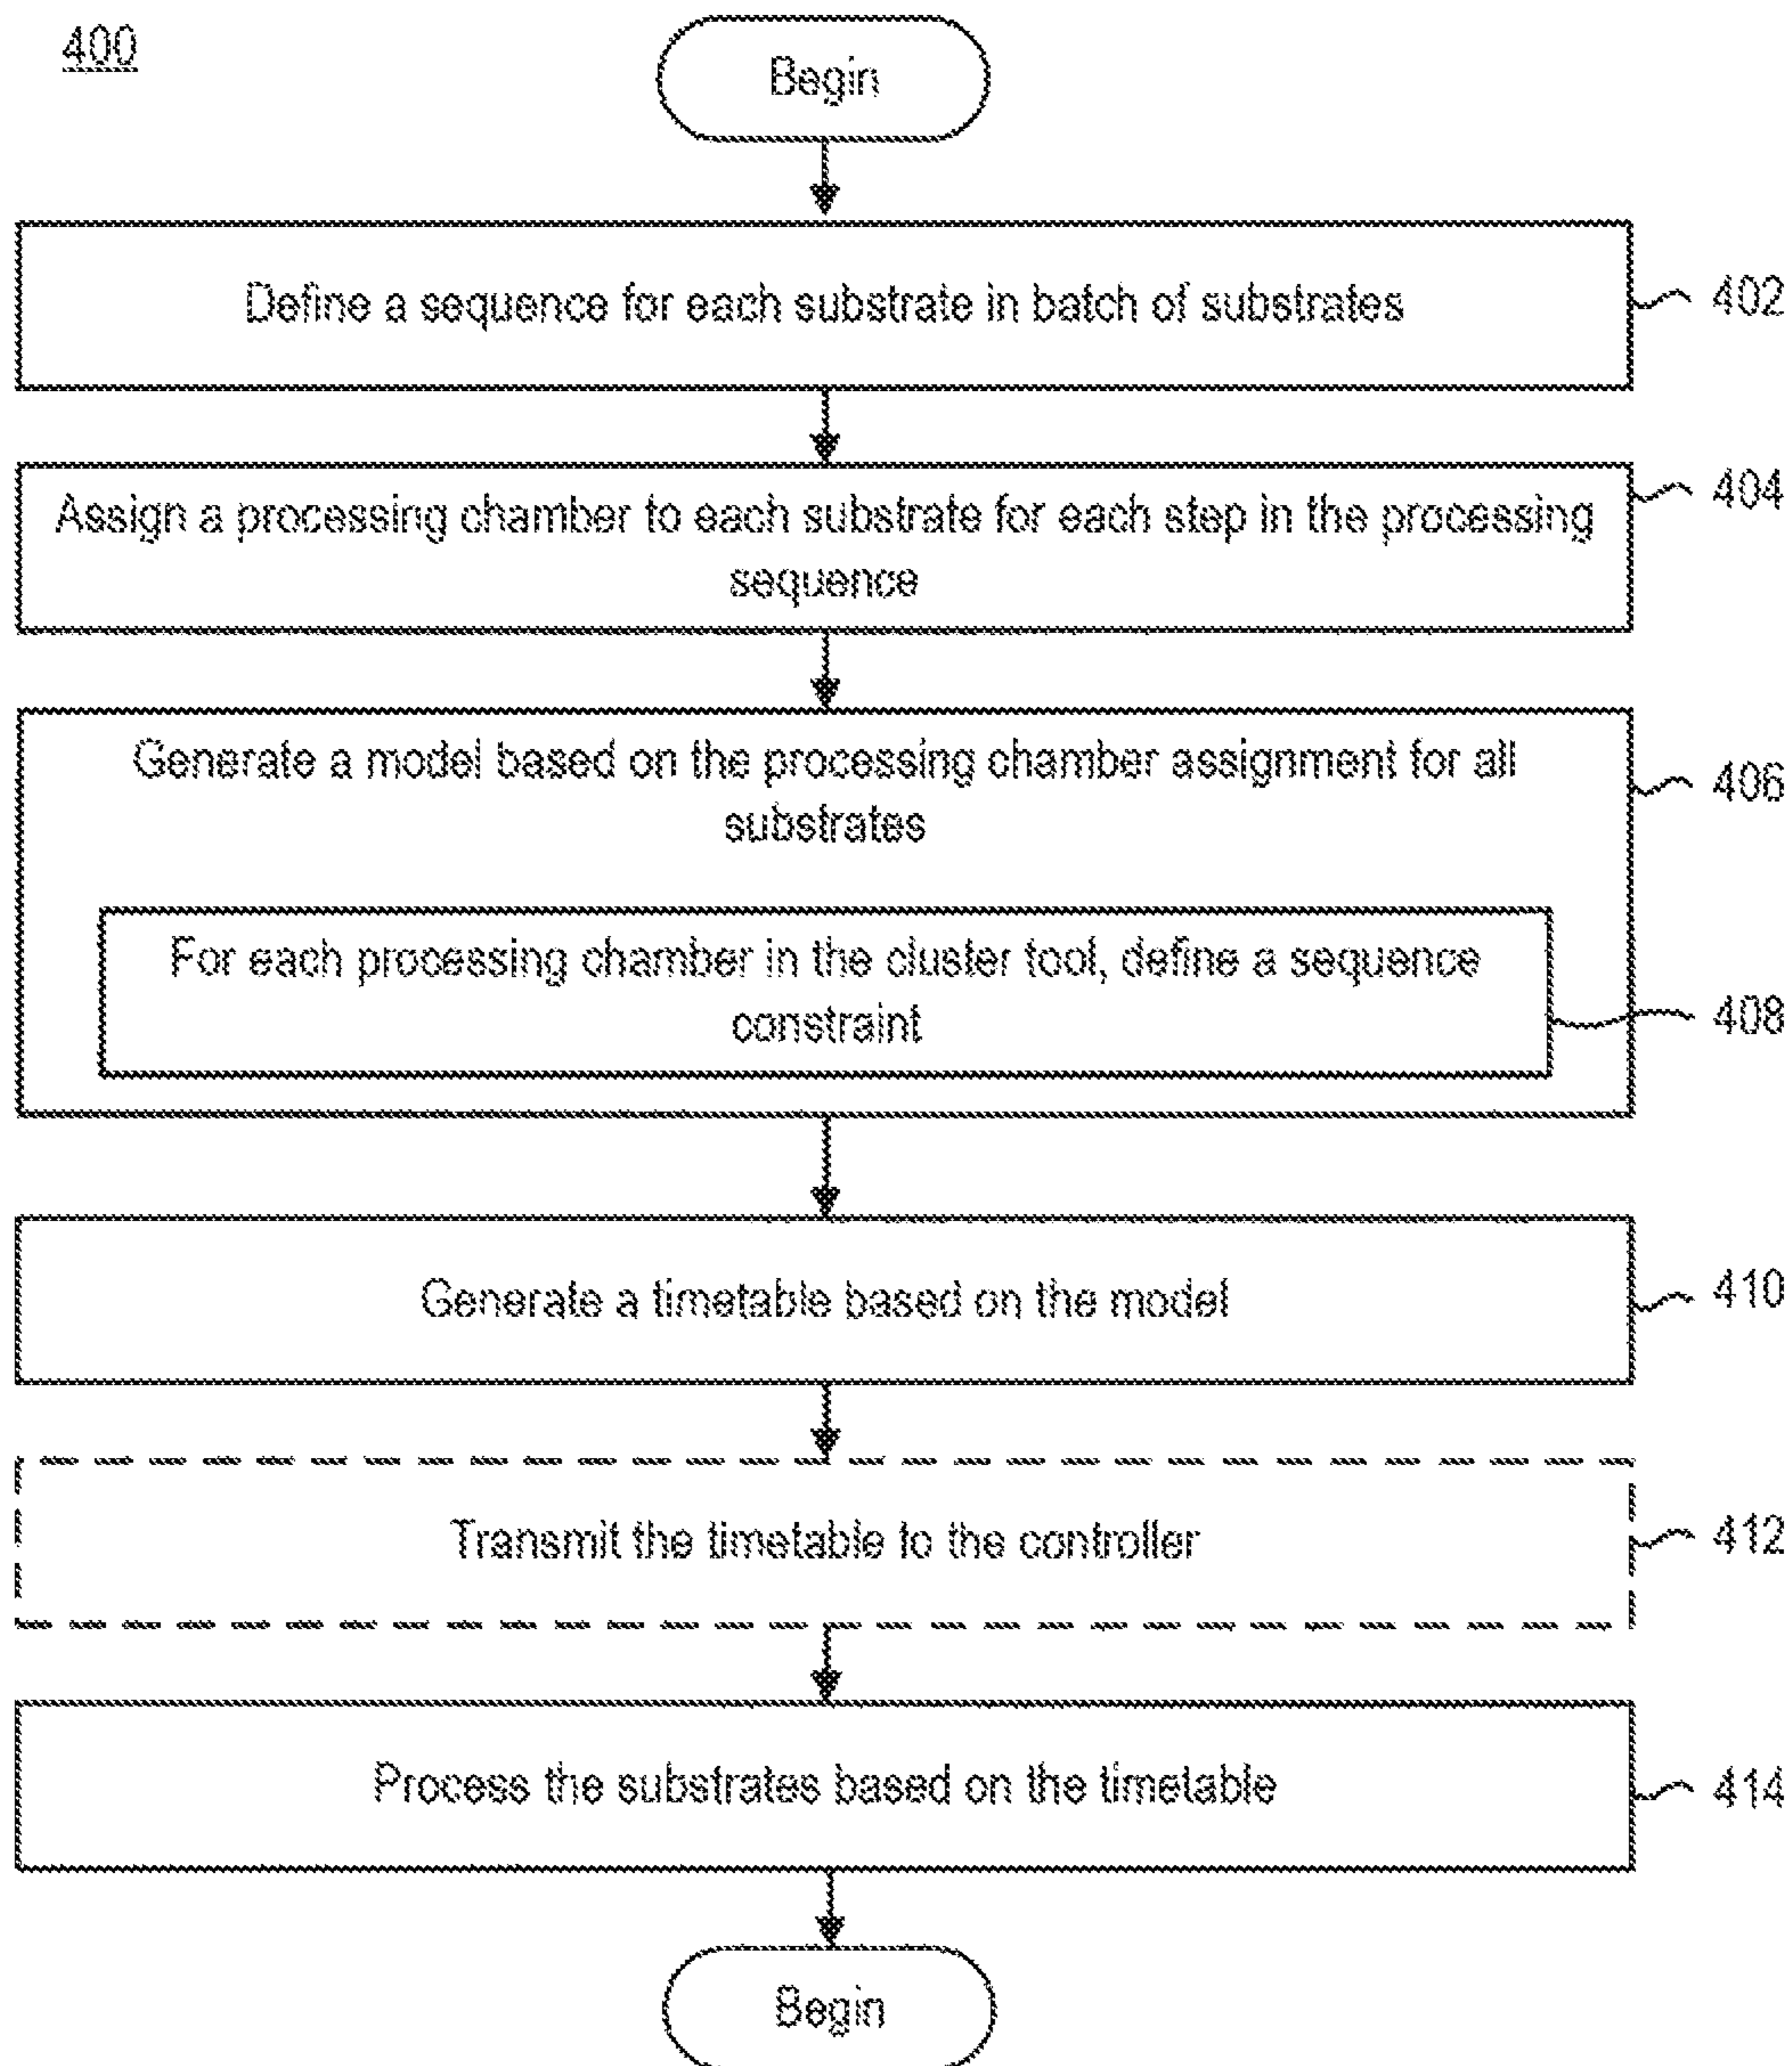 400
Begin
Define a sequence for each substrate in batch of substrates
402
Assign a processing chamber to each substrate for each step in the processing
sequence
404
Generate a model based on the processing chamber assignment for all
substrates
406
For each processing chamber in the cluster tool, define a sequence
constraint
408
Generate a timetable based on the model
410
Transmit the timetable to the controller
412
Process the substrates based on the timetable
414
Begin